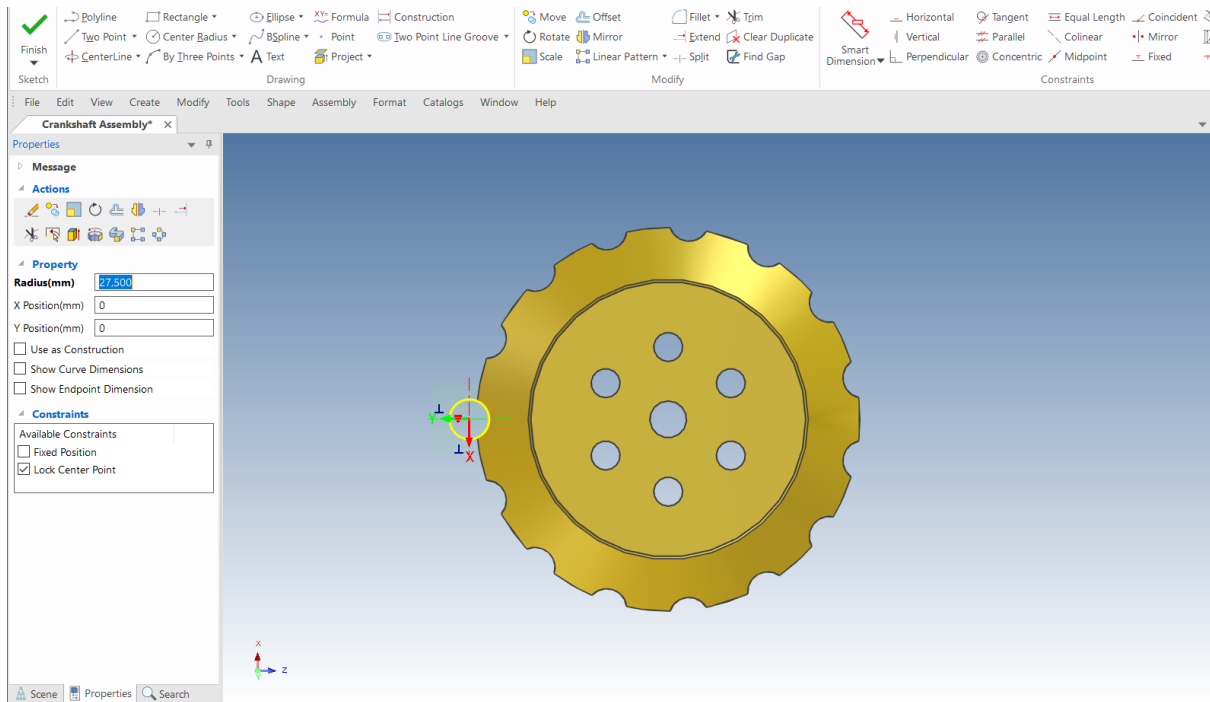 Polyline Rectangle Ellipse XY= Formula Construction Move Offset Fillet Trim Horizontal Tangent Equal Length Coincident
Two Point Center Radius BSpline Point Two Point Line Groove Rotate Mirror Extend Clear Duplicate Vertical Parallel Colinear Mirror
Finish CenterLine By Three Points A Text Project Scale Linear Pattern Split Find Gap Smart Dimension Perpendicular Concentric Midpoint Fixed
Sketch Drawing Modify Constraints
File Edit View Create Modify Tools Shape Assembly Format Catalogs Window Help
Crankshaft Assembly* ×
Properties
Message
Actions
Property
Radius(mm) 27,500
X Position(mm) 0
Y Position(mm) 0
Use as Construction
Show Curve Dimensions
Show Endpoint Dimension
Constraints
Available Constraints
Fixed Position
Lock Center Point
Y
X
X
Z
Y
Scene Properties Search